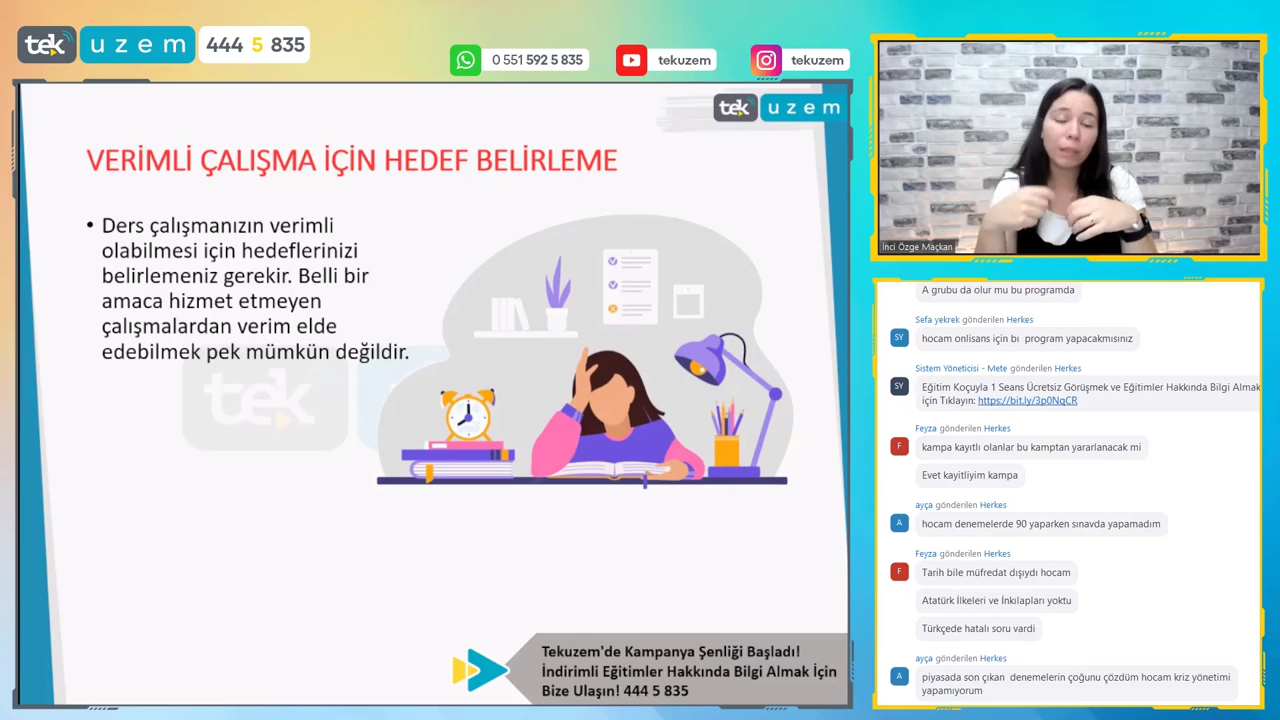 tek uzem 444 5 835
0 551 592 5 835
tekuzem
tekuzem
tek uzem
VERİMLİ ÇALIŞMA İÇİN HEDEF BELİRLEME
• Ders çalışmanızın verimli
olabilmesi için hedeflerinizi
belirlemeniz gerekir. Belli bir
amaca hizmet etmeyen
çalışmalardan verim elde
edebilmek pek mümkün değildir.
tek
Tekuzem'de Kampanya Şenliği Başladı!
İndirimli Eğitimler Hakkında Bilgi Almak İçin
Bize Ulaşın! 444 5 835
İnci Özge Maçkan
A grubu da olur mu bu programda
Sefa yekrek gönderilen Herkes
SY
hocam onlisans için bı program yapacakmısınız
Sistem Yöneticisi - Mete gönderilen Herkes
SY
Eğitim Koçuyla 1 Seans Ücretsiz Görüşmek ve Eğitimler Hakkında Bilgi Almak
için Tıklayın: https://bit.ly/3p0NqCR
Feyza gönderilen Herkes
F
kampa kayıtlı olanlar bu kamptan yararlanacak mi
Evet kayitliyim kampa
ayça gönderilen Herkes
A
hocam denemelerde 90 yaparken sınavda yapamadım
Feyza gönderilen Herkes
F
Tarih bile müfredat dışıydı hocam
Atatürk İlkeleri ve İnkılapları yoktu
Türkçede hatalı soru vardi
ayça gönderilen Herkes
A
piyasada son çıkan denemelerin çoğunu çözdüm hocam kriz yönetimi
yapamıyorum